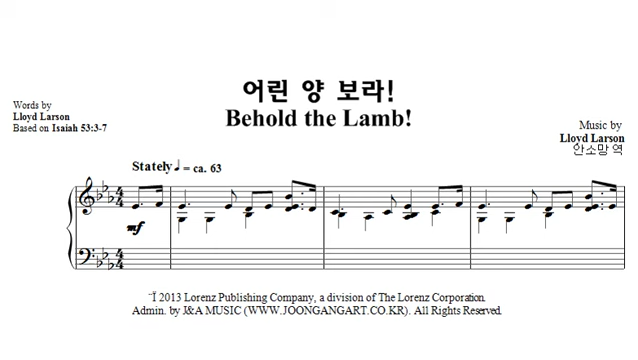 어린 양 보라!
Behold the Lamb!
Words by
Lloyd Larson
Based on Isaiah 53:3-7
Music by
Lloyd Larson
안소망 역
Stately ♩ = ca. 63
mf
¨Ï 2013 Lorenz Publishing Company, a division of The Lorenz Corporation.
Admin. by J&A MUSIC (WWW.JOONGANGART.CO.KR). All Rights Reserved.